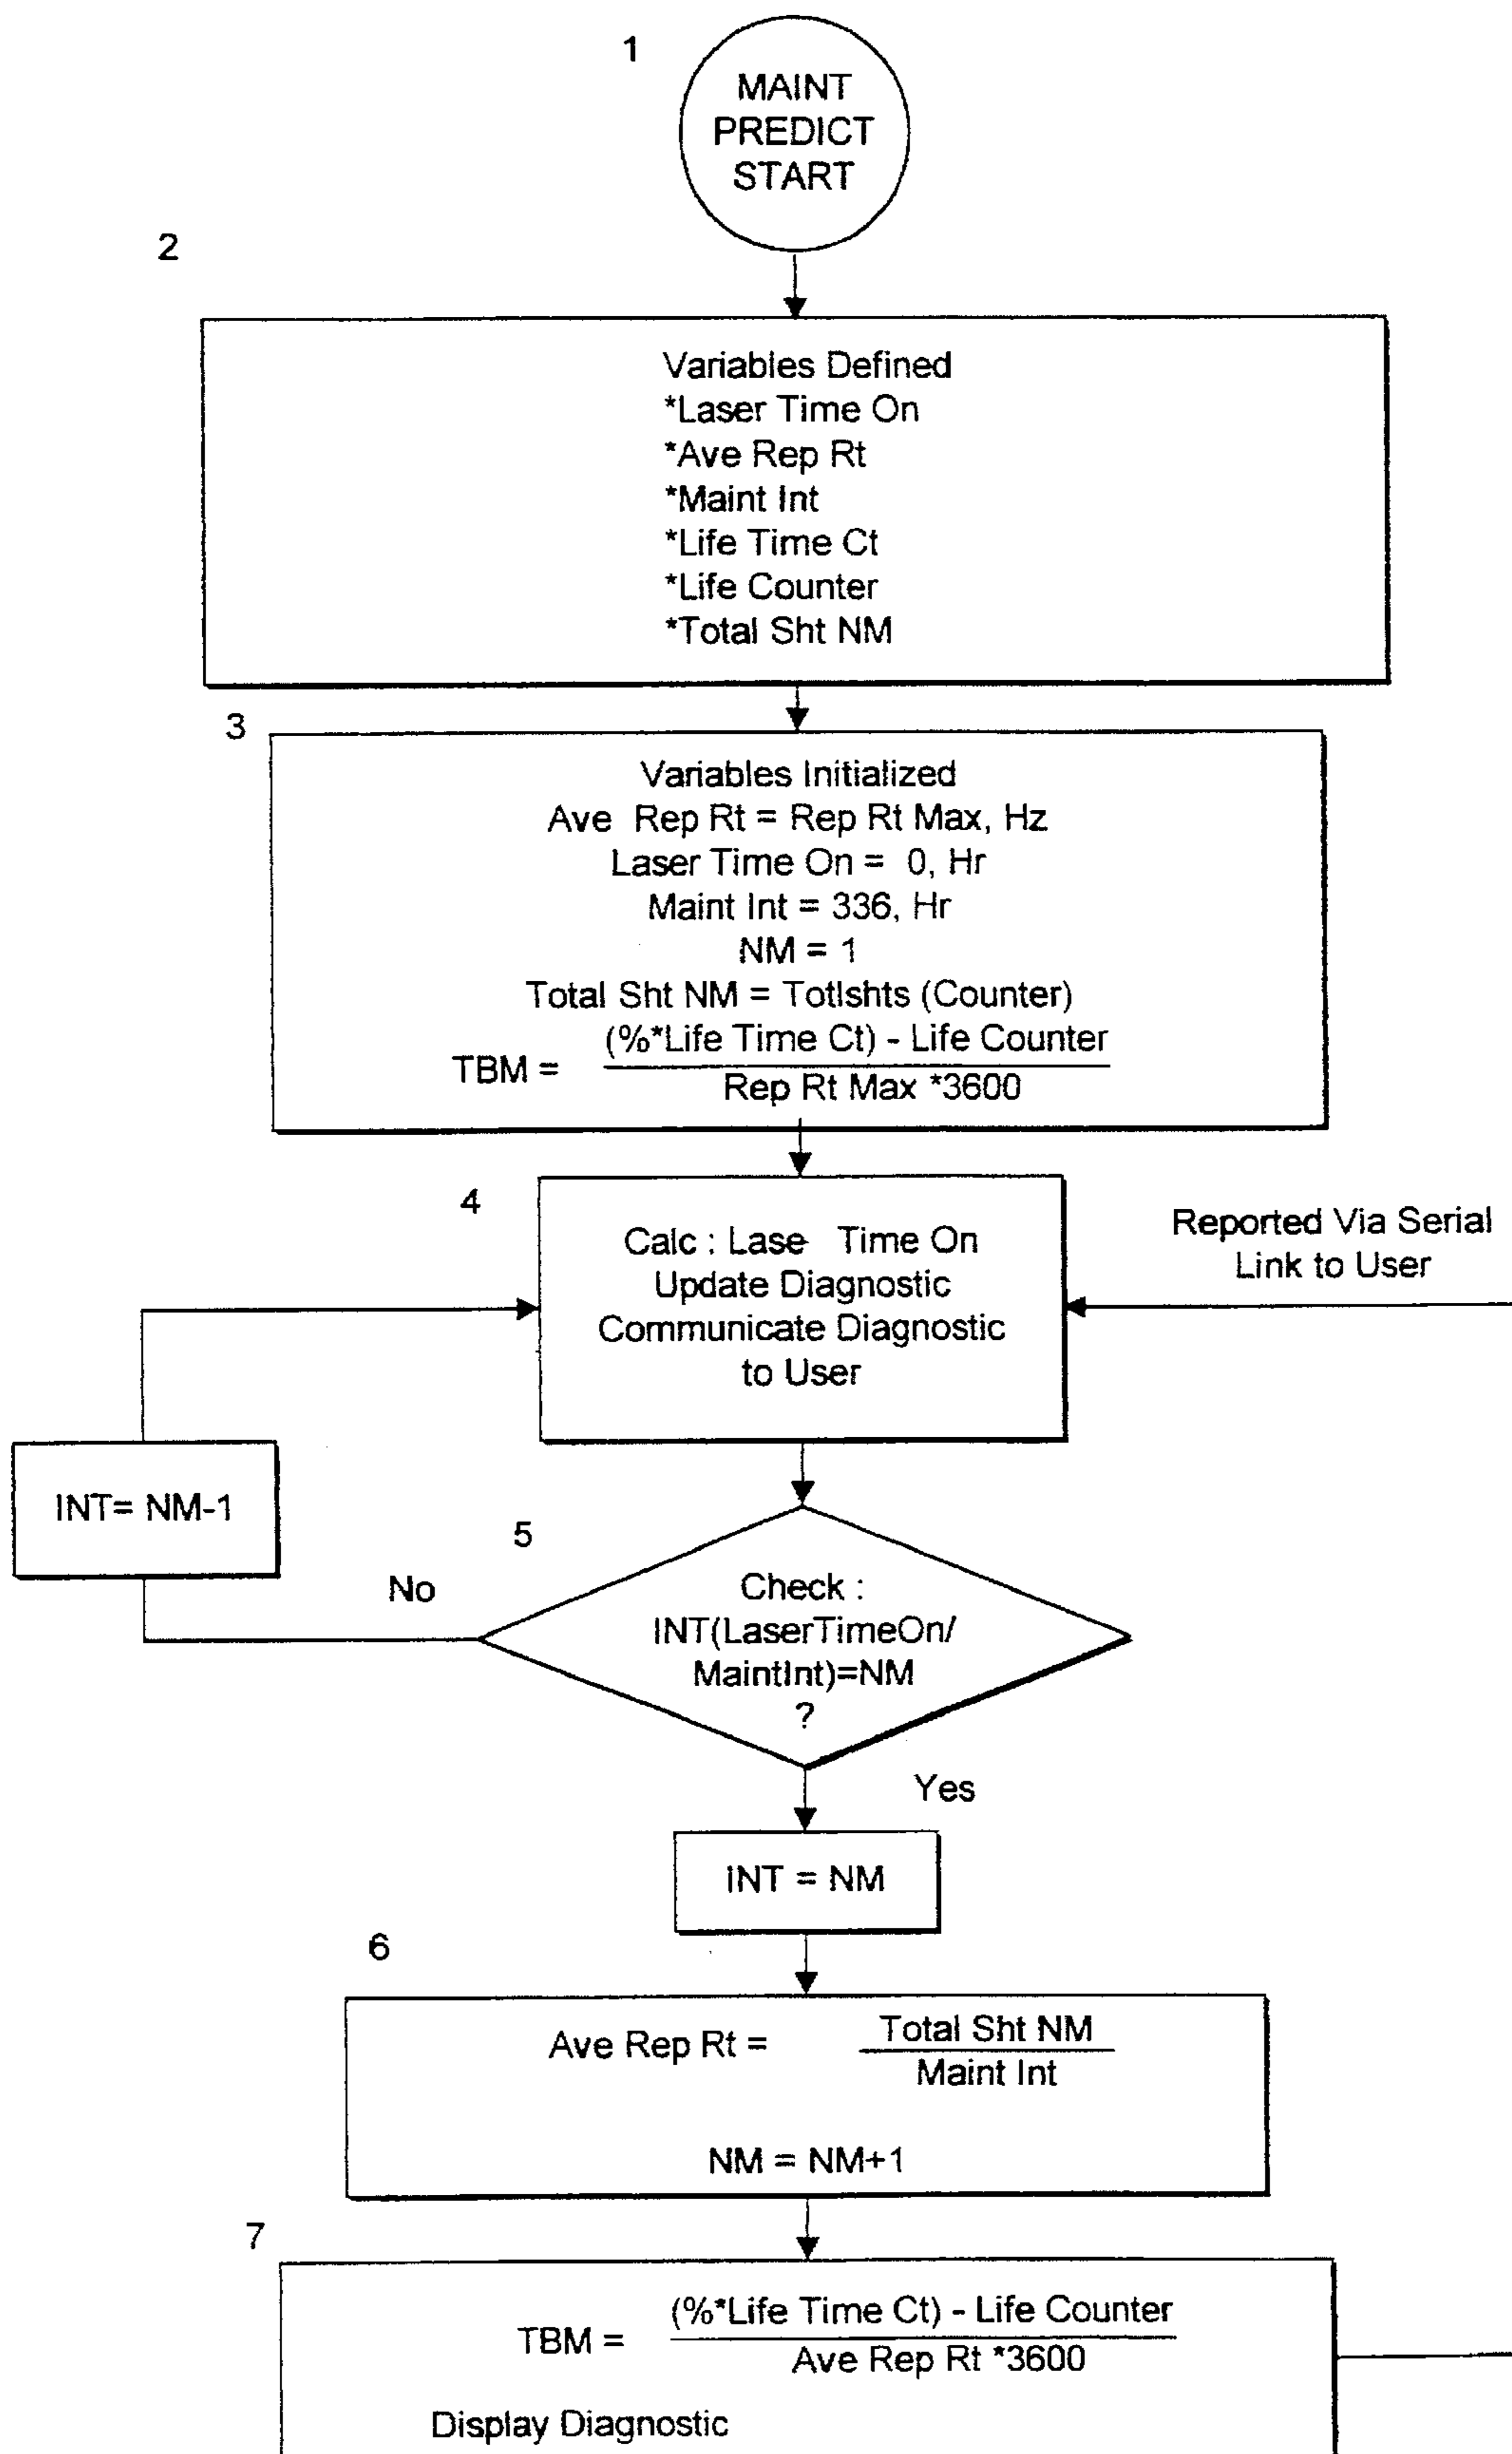 1
MAINT
PREDICT
START
2
Variables Defined
*Laser Time On
*Ave Rep Rt
*Maint Int
*Life Time Ct
*Life Counter
*Total Sht NM
3
Variables Initialized
Ave Rep Rt = Rep Rt Max, Hz
Laser Time On = 0, Hr
Maint Int = 336, Hr
NM = 1
Total Sht NM = Totlshts (Counter)
(%*Life Time Ct) - Life Counter
TBM =
Rep Rt Max *3600
4
Calc : Lase Time On
Update Diagnostic
Communicate Diagnostic
to User
Reported Via Serial
Link to User
INT= NM-1
5
No
Check :
INT(LaserTimeOn/
MaintInt)=NM
?
Yes
INT = NM
6
Ave Rep Rt =
Total Sht NM
Maint Int
NM = NM+1
7
(%*Life Time Ct) - Life Counter
TBM =
Ave Rep Rt *3600
Display Diagnostic